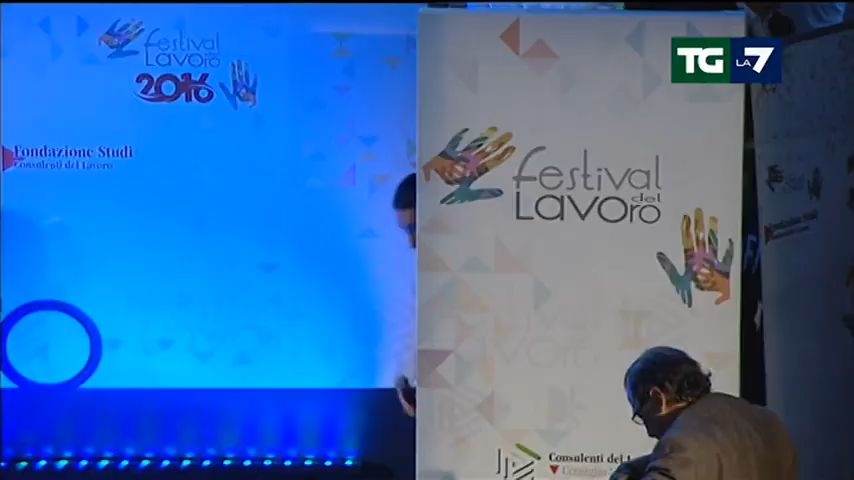 Festival
del
Lavoro
2016
Fondazione Studi
Consulenti del Lavoro
TG LA7
Festival
del
Lavoro
Consulenti del